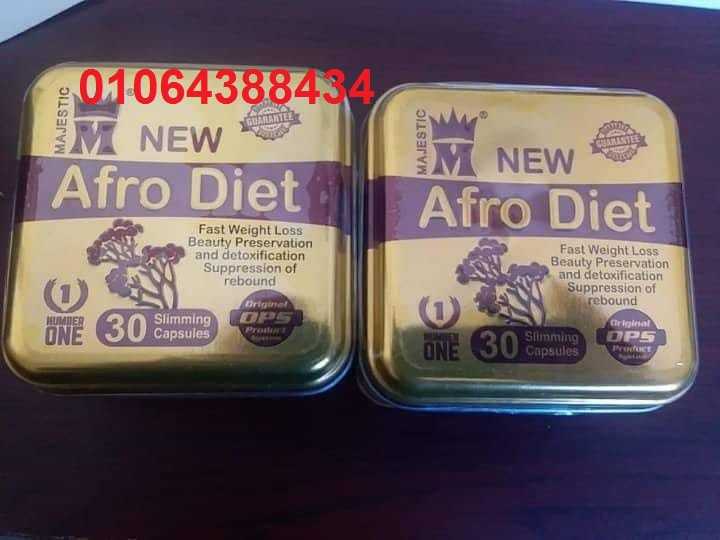 01064388434
MAJESTIC
M
®
GUARANTEE
NEW
Afro Diet
Fast Weight Loss
Beauty Preservation
and detoxification
Suppression of
rebound
1
NUMBER
ONE
30 Slimming
Capsules
Original
OPS
Product
System
MAJESTIC
M
®
GUARANTEE
NEW
Afro Diet
Fast Weight Loss
Beauty Preservation
and detoxification
Suppression of
rebound
1
NUMBER
ONE
30 Slimming
Capsules
Original
OPS
Product
System